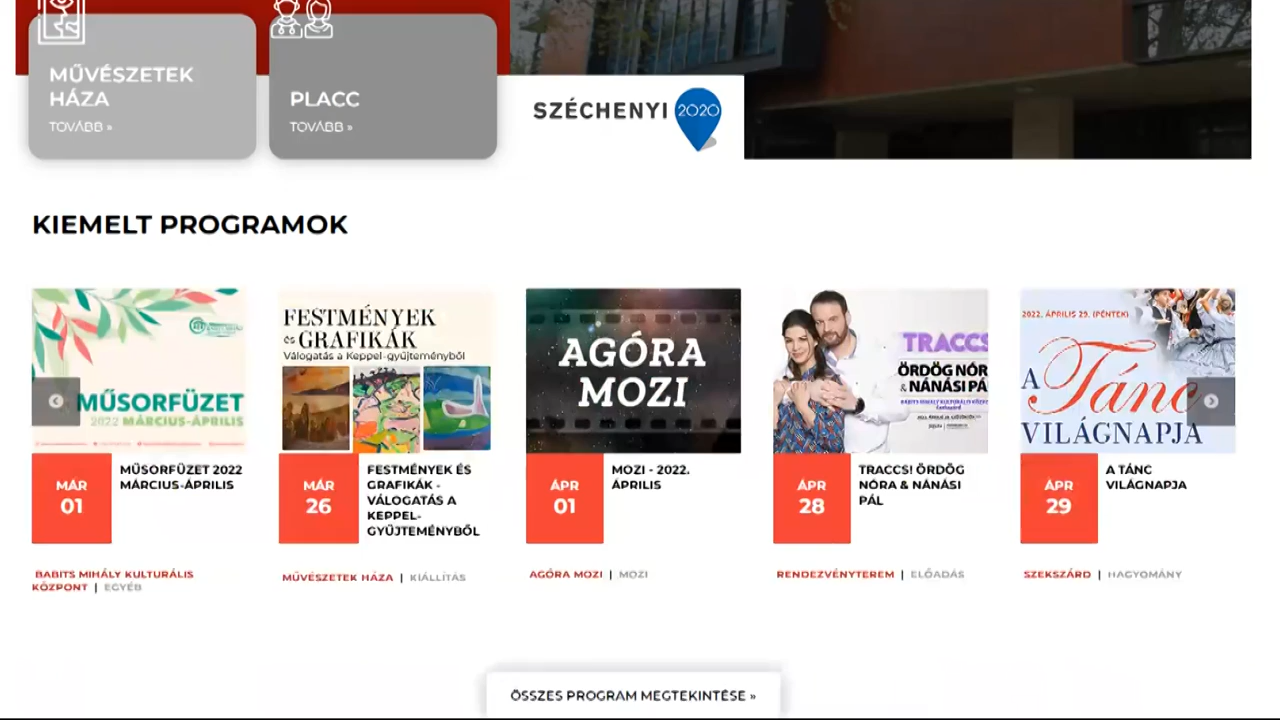 MŰVÉSZETEK
HÁZA
TOVÁBB »
PLACC
TOVÁBB »
SZÉCHENYI 2020
KIEMELT PROGRAMOK
MŰSORFÜZET
2022 MÁRCIUS-ÁPRILIS
MÁR
01
MŰSORFÜZET 2022
MÁRCIUS-ÁPRILIS
BABITS MIHÁLY KULTURÁLIS
KÖZPONT | EGYÉB
FESTMÉNYEK
és GRAFIKÁK
Válogatás a Keppel-gyűjteményből
MÁR
26
FESTMÉNYEK ÉS
GRAFIKÁK -
VÁLOGATÁS A
KEPPEL-
GYŰJTEMÉNYBŐL
MŰVÉSZETEK HÁZA | KIÁLLÍTÁS
AGÓRA
MOZI
ÁPR
01
MOZI - 2022.
ÁPRILIS
AGÓRA MOZI | MOZI
TRACCS
ÖRDÖG NÓR
& NÁNÁSI PÁ
ÁPR
28
TRACCS! ÖRDÖG
NÓRA & NÁNÁSI
PÁL
RENDEZVÉNYTEREM | ELŐADÁS
2022. ÁPRILIS 29. (PÉNTEK)
A Tánc
VILÁGNAPJA
ÁPR
29
A TÁNC
VILÁGNAPJA
SZEKSZÁRD | HAGYOMÁNY
ÖSSZES PROGRAM MEGTEKINTÉSE »